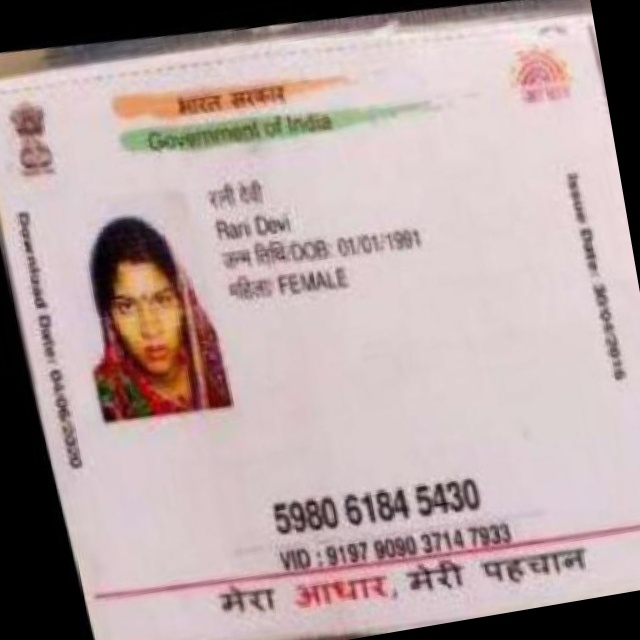 भारत सरकार
Government of India
रानी देवी
Rani Devi
जन्म तिथि/DOB: 01/01/1991
महिला/ FEMALE
Download Date: 04/06/2020
Issue Date: 30/04/2016
5980 6184 5430
VID : 9197 9090 3714 7933
मेरा आधार, मेरी पहचान